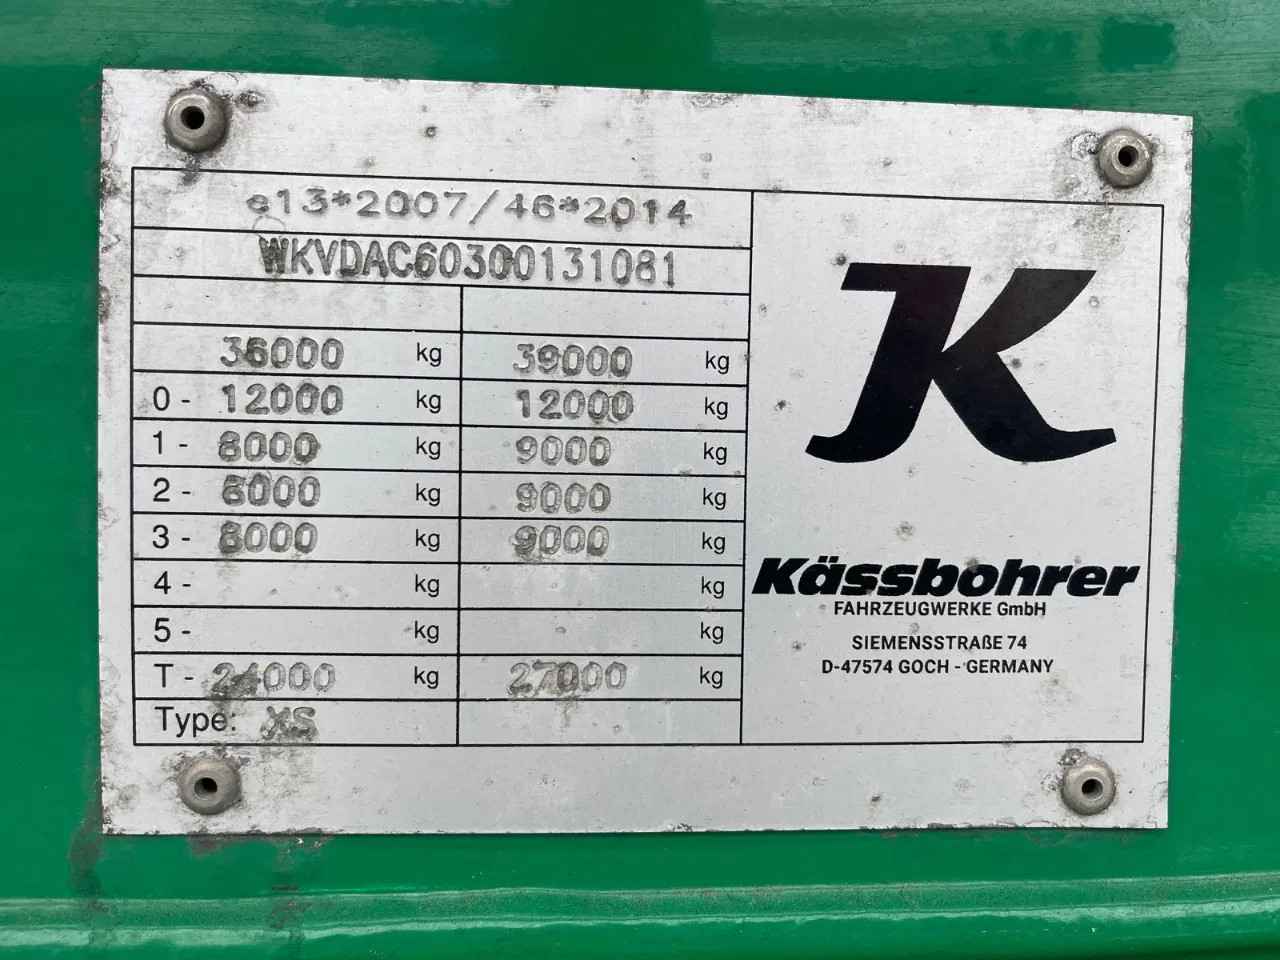 e13*2007/46*2014
WKVDAC60300131081
36000 kg 39000 kg
0 - 12000 kg 12000 kg
1 - 8000 kg 9000 kg
2 - 8000 kg 9000 kg
3 - 8000 kg 9000 kg
4 - kg kg
5 - kg kg
T - 24000 kg 27000 kg
Type: XS
K
Kässbohrer
FAHRZEUGWERKE GmbH
SIEMENSSTRAßE 74
D-47574 GOCH - GERMANY